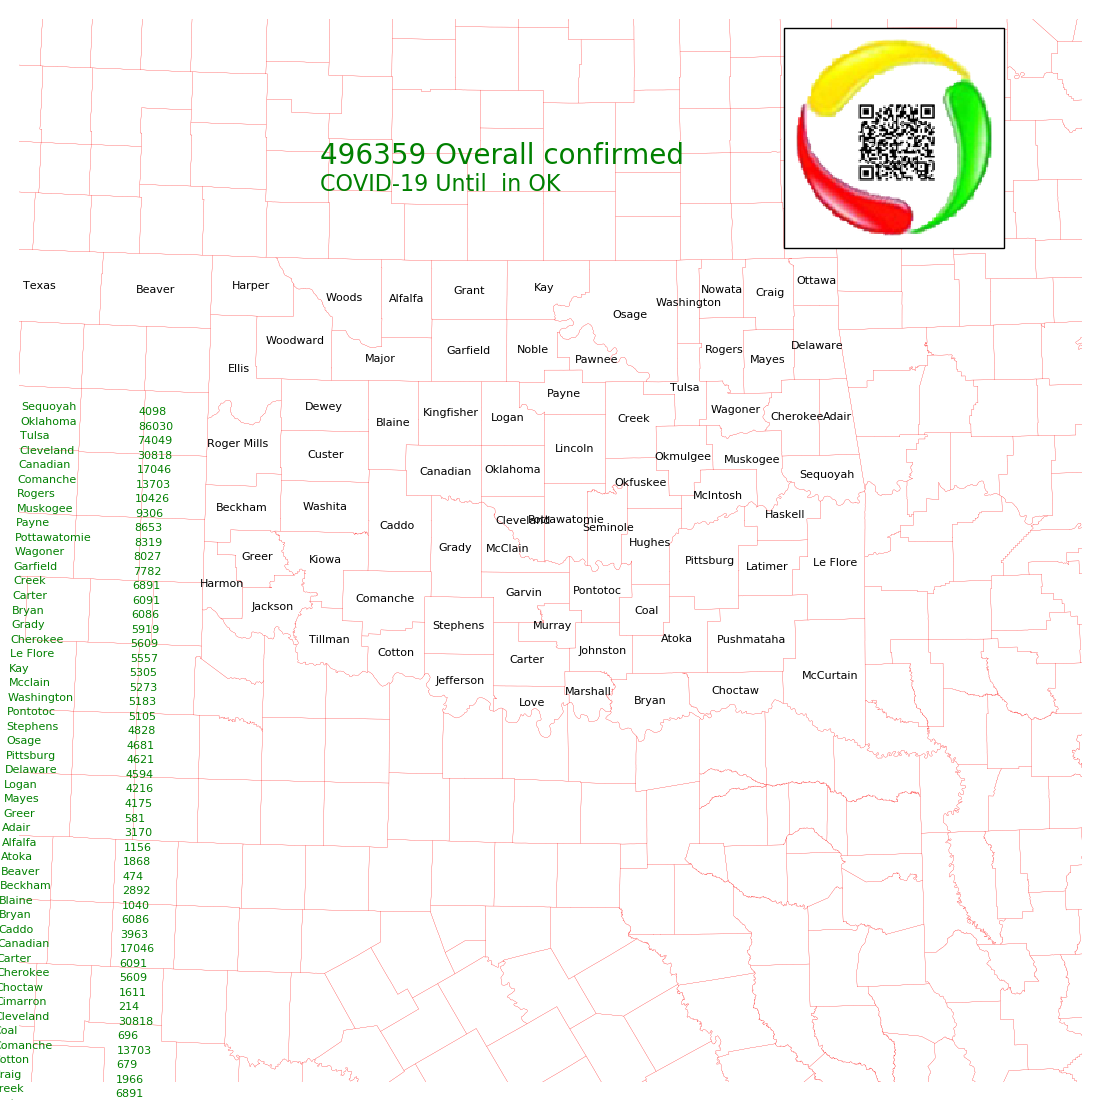 496359 Overall confirmed
COVID-19 Until  in OK
Texas
Beaver
Harper
Woods
Alfalfa
Grant
Kay
Osage
Washington
Nowata
Craig
Ottawa
Woodward
Ellis
Major
Garfield
Noble
Pawnee
Rogers
Mayes
Delaware
Tulsa
Dewey
Blaine
Kingfisher
Logan
Payne
Creek
Wagoner
Cherokee
Adair
Roger Mills
Custer
Canadian
Oklahoma
Lincoln
Okmulgee
Muskogee
Okfuskee
Sequoyah
McIntosh
Beckham
Washita
Caddo
Cleveland
Pottawatomie
Seminole
Haskell
Hughes
Greer
Kiowa
Grady
McClain
Pittsburg
Latimer
Le Flore
Harmon
Jackson
Comanche
Garvin
Pontotoc
Coal
Tillman
Stephens
Murray
Atoka
Pushmataha
Cotton
Carter
Johnston
McCurtain
Jefferson
Love
Marshall
Bryan
Choctaw
Sequoyah 4098
Oklahoma 86030
Tulsa 74049
Cleveland 30818
Canadian 17046
Comanche 13703
Rogers 10426
Muskogee 9306
Payne 8653
Pottawatomie 8319
Wagoner 8027
Garfield 7782
Creek 6891
Carter 6091
Bryan 6086
Grady 5919
Cherokee 5609
Le Flore 5557
Kay 5305
Mcclain 5273
Washington 5183
Pontotoc 5105
Stephens 4828
Osage 4681
Pittsburg 4621
Delaware 4594
Logan 4216
Mayes 4175
Greer 581
Adair 3170
Alfalfa 1156
Atoka 1868
Beaver 474
Beckham 2892
Blaine 1040
Bryan 6086
Caddo 3963
Canadian 17046
Carter 6091
Cherokee 5609
Choctaw 1611
Cimarron 214
Cleveland 30818
Coal 696
Comanche 13703
otton 679
raig 1966
reek 6891